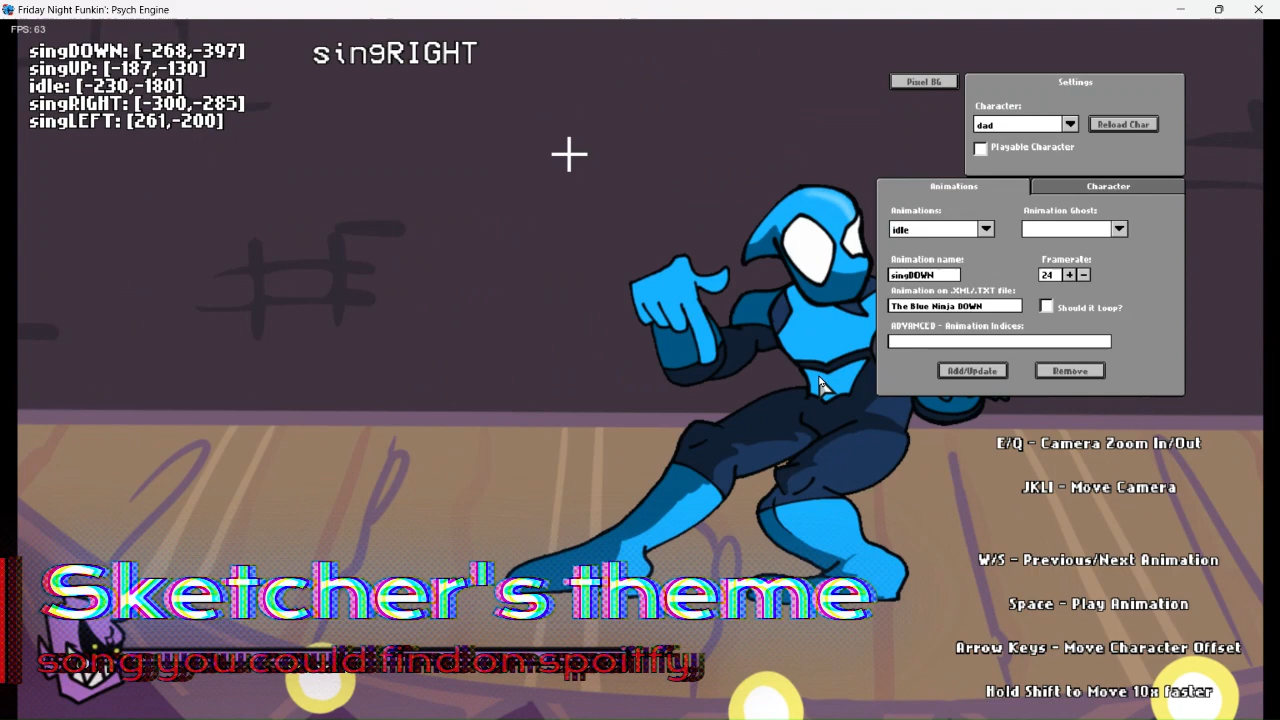 Friday Night Funkin': Psych Engine
FPS: 63
singDOWN: [-268,-397]
singUP: [-187,-130]
idle: [-230,-180]
singRIGHT: [-300,-285]
singLEFT: [261,-200]
singRIGHT
Pixel BG
Settings
Character:
dad
Reload Char
Playable Character
Animations
Character
Animations:
Animation Ghost:
idle
Animation name:
Framerate:
singDOWN
24 + -
Animation on .XML/.TXT file:
The Blue Ninja DOWN
Should it Loop?
ADVANCED - Animation Indices:
Add/Update
Remove
E/Q - Camera Zoom In/Out
JKLI - Move Camera
W/S - Previous/Next Animation
Space - Play Animation
Arrow Keys - Move Character Offset
Hold Shift to Move 10x faster
Sketcher's theme
song you could find on spoiftfy